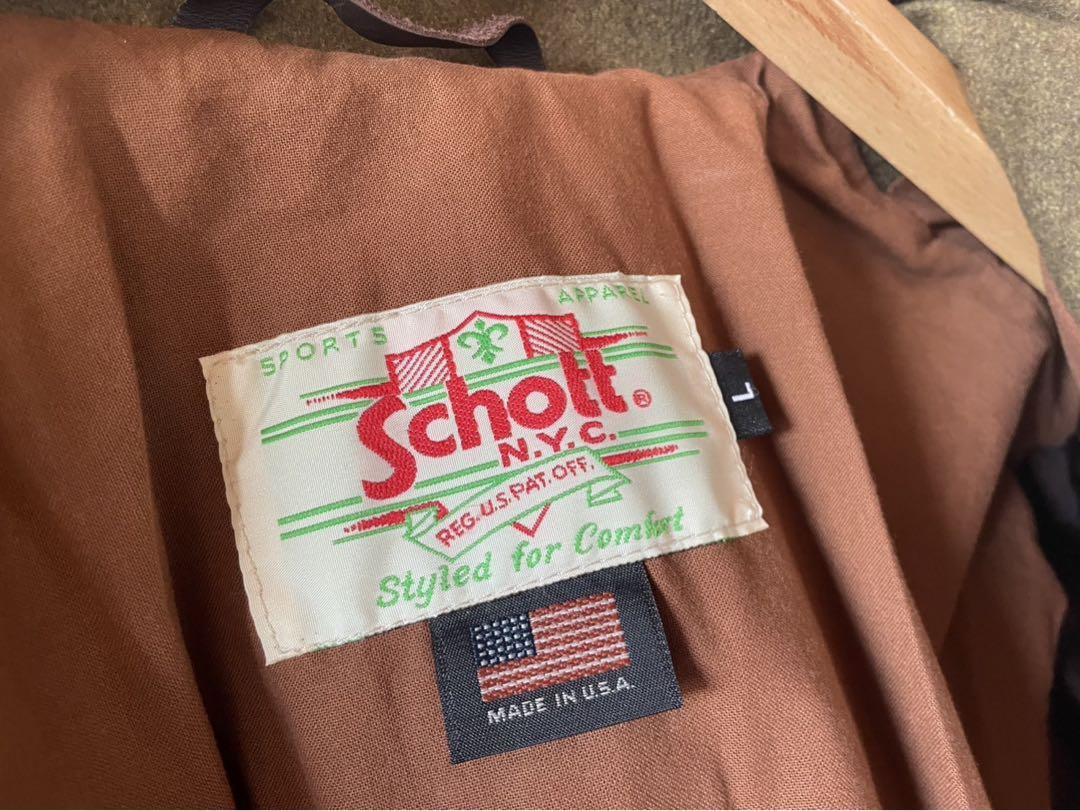 SPORTS APPAREL
Schott®
N.Y.C.
REG. U.S. PAT. OFF.
Styled for Comfort
L
MADE IN U.S.A.